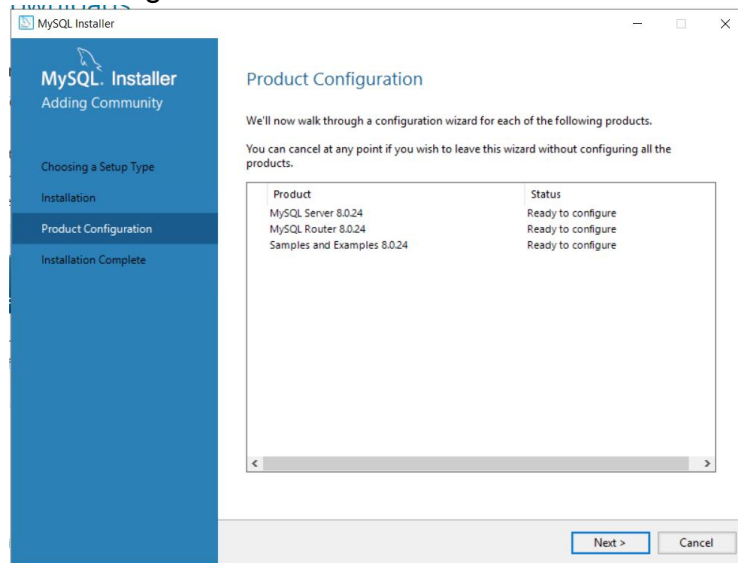 MySQL Installer
MySQL. Installer
Adding Community
Choosing a Setup Type
Installation
Product Configuration
Installation Complete
Product Configuration
We'll now walk through a configuration wizard for each of the following products.
You can cancel at any point if you wish to leave this wizard without configuring all the
products.
Product Status
MySQL Server 8.0.24 Ready to configure
MySQL Router 8.0.24 Ready to configure
Samples and Examples 8.0.24 Ready to configure
Next > Cancel